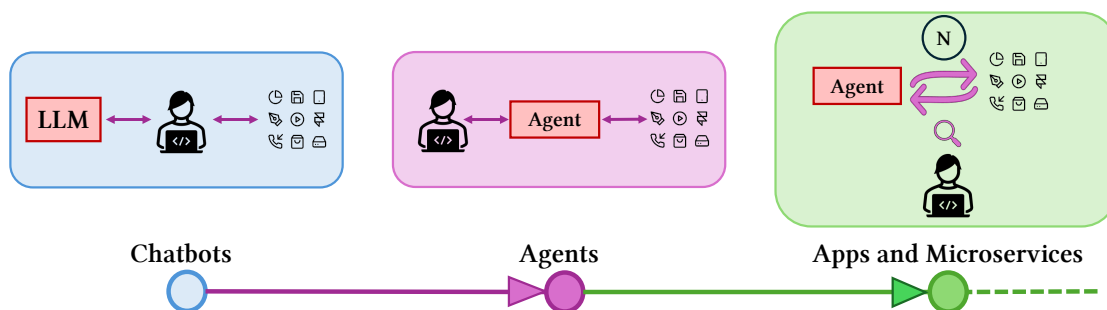 LLM
</>
</>
Agent
N
Agent
</>
Chatbots
Agents
Apps and Microservices